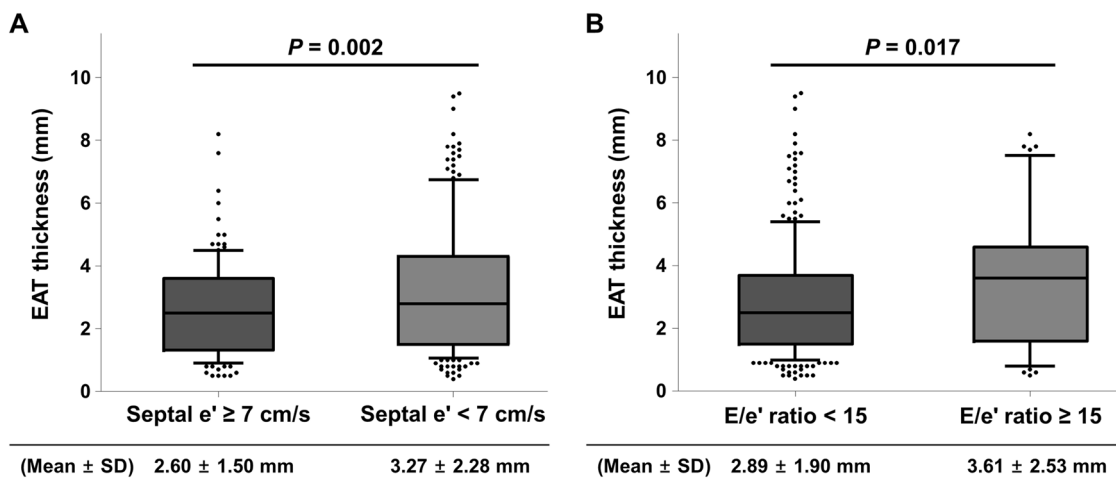 A
P = 0.002
EAT thickness (mm)
10
8
6
4
2
0
Septal e' ≥ 7 cm/s
Septal e' < 7 cm/s
(Mean ± SD) 2.60 ± 1.50 mm 3.27 ± 2.28 mm
B
P = 0.017
EAT thickness (mm)
10
8
6
4
2
0
E/e' ratio < 15
E/e' ratio ≥ 15
(Mean ± SD) 2.89 ± 1.90 mm 3.61 ± 2.53 mm